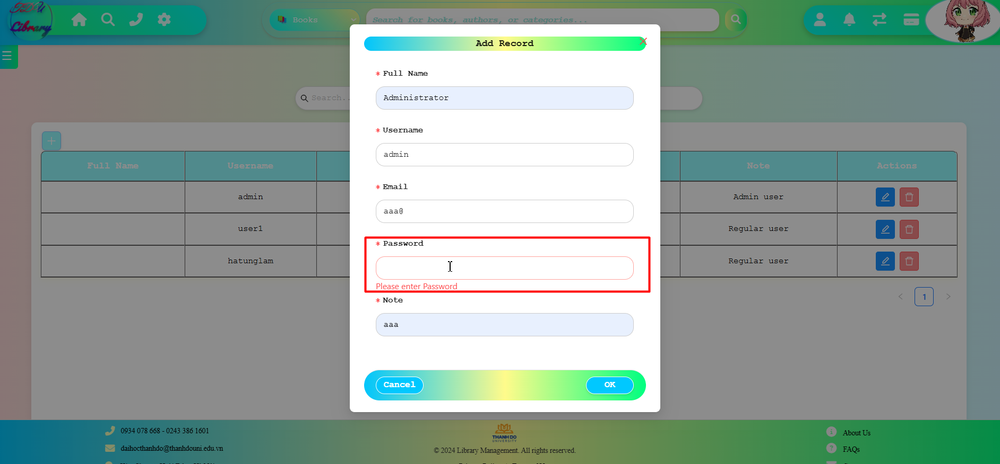 TDU
Library
Books
Search for books, authors, or categories...
Add Record
* Full Name
Administrator
Search..
* Username
admin
Full Name Username Note Actions
* Email
admin Admin user
aaa@
user1 Regular user
* Password
hatunglam Regular user
Please enter Password
1
* Note
aaa
Cancel OK
0934 078 668 - 0243 386 1601
THANH DO
UNIVERSITY
About Us
daihocthanhdo@thanhdouni.edu.vn
© 2024 Library Management. All rights reserved.
FAQs